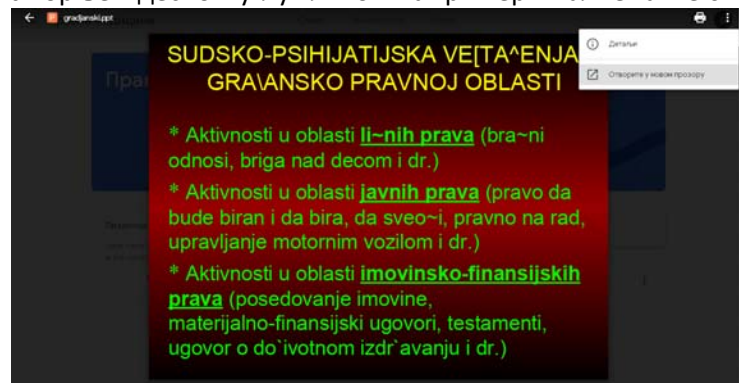 gradjanski.ppt
Детаљи
Отворите у новом прозору
SUDSKO-PSIHIJATIJSKA VE[TA^ENJA
GRA\ANSKO PRAVNOJ OBLASTI
* Aktivnosti u oblasti li~nih prava (bra~ni
odnosi, briga nad decom i dr.)
* Aktivnosti u oblasti javnih prava (pravo da
bude biran i da bira, da sveo~i, pravno na rad,
upravljanje motornim vozilom i dr.)
* Aktivnosti u oblasti imovinsko-finansijskih
prava (posedovanje imovine,
materijalno-finansijski ugovori, testamenti,
ugovor o do`ivotnom izdr`avanju i dr.)